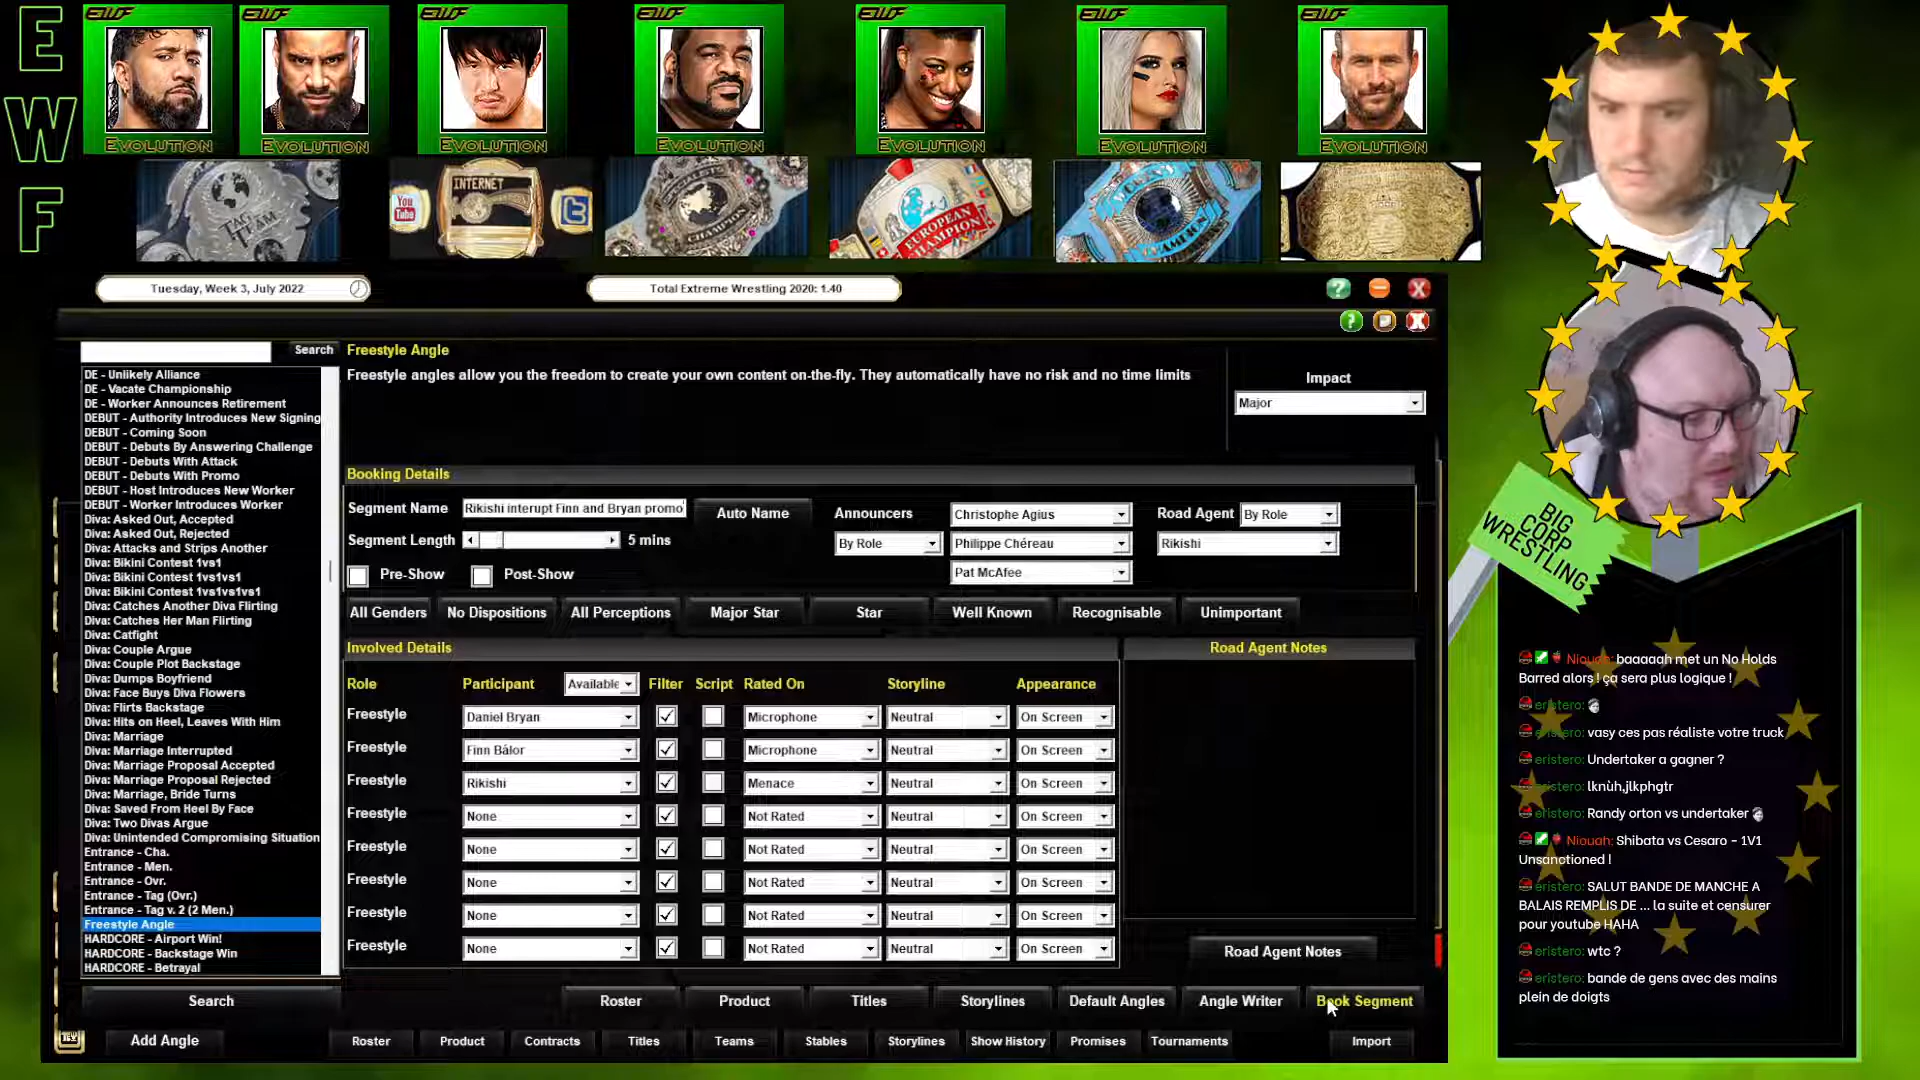 E
W
F
EWF
EWF
EWF
EWF
EWF
EWF
EWF
EVOLUTION
EVOLUTION
EVOLUTION
EVOLUTION
EVOLUTION
EVOLUTION
EVOLUTION
TAG TEAM
INTERNET
You Tube
CHAMPION
EUROPEAN CHAMPION
Tuesday, Week 3, July 2022
Total Extreme Wrestling 2020: 1.40
Search
DE - Unlikely Alliance
DE - Vacate Championship
DE - Worker Announces Retirement
DEBUT - Authority Introduces New Signing
DEBUT - Coming Soon
DEBUT - Debuts By Answering Challenge
DEBUT - Debuts With Attack
DEBUT - Debuts With Promo
DEBUT - Host Introduces New Worker
DEBUT - Worker Introduces Worker
Diva: Asked Out, Accepted
Diva: Asked Out, Rejected
Diva: Attacks and Strips Another
Diva: Bikini Contest 1vs1
Diva: Bikini Contest 1vs1vs1
Diva: Bikini Contest 1vs1vs1vs1
Diva: Catches Another Diva Flirting
Diva: Catches Her Man Flirting
Diva: Catfight
Diva: Couple Argue
Diva: Couple Plot Backstage
Diva: Dumps Boyfriend
Diva: Face Buys Diva Flowers
Diva: Flirts Backstage
Diva: Hits on Heel, Leaves With Him
Diva: Marriage
Diva: Marriage Interrupted
Diva: Marriage Proposal Accepted
Diva: Marriage Proposal Rejected
Diva: Marriage, Bride Turns
Diva: Saved From Heel By Face
Diva: Two Divas Argue
Diva: Unintended Compromising Situation
Entrance - Cha.
Entrance - Men.
Entrance - Ovr.
Entrance - Tag (Ovr.)
Entrance - Tag v. 2 (2 Men.)
Freestyle Angle
HARDCORE - Airport Win!
HARDCORE - Backstage Win
HARDCORE - Betrayal
Search
Add Angle
Freestyle Angle
Freestyle angles allow you the freedom to create your own content on-the-fly. They automatically have no risk and no time limits
Impact
Major
Booking Details
Segment Name Rikishi interupt Finn and Bryan promo Auto Name
Segment Length 5 mins
Pre-Show Post-Show
Announcers Christophe Agius
By Role Philippe Chéreau
Pat McAfee
Road Agent By Role
Rikishi
All Genders No Dispositions All Perceptions Major Star Star Well Known Recognisable Unimportant
Involved Details
Road Agent Notes
Role Participant Available Filter Script Rated On Storyline Appearance
Freestyle Daniel Bryan Microphone Neutral On Screen
Freestyle Finn Bálor Microphone Neutral On Screen
Freestyle Rikishi Menace Neutral On Screen
Freestyle None Not Rated Neutral On Screen
Freestyle None Not Rated Neutral On Screen
Freestyle None Not Rated Neutral On Screen
Freestyle None Not Rated Neutral On Screen
Freestyle None Not Rated Neutral On Screen
Road Agent Notes
Roster Product Titles Storylines Default Angles Angle Writer Book Segment
Roster Product Contracts Titles Teams Stables Storylines Show History Promises Tournaments Import
BIG
CORP
WRESTLING
Niouah: baaaaah met un No Holds
Barred alors ! ça sera plus logique !
eristero:
eristero: vasy ces pas réaliste votre truck
eristero: Undertaker a gagner ?
eristero: lknùh,jlkphgtr
eristero: Randy orton vs undertaker
Niouah: Shibata vs Cesaro - 1V1
Unsanctioned !
eristero: SALUT BANDE DE MANCHE A
BALAIS REMPLIS DE ... la suite et censurer
pour youtube HAHA
eristero: wtc ?
eristero: bande de gens avec des mains
plein de doigts